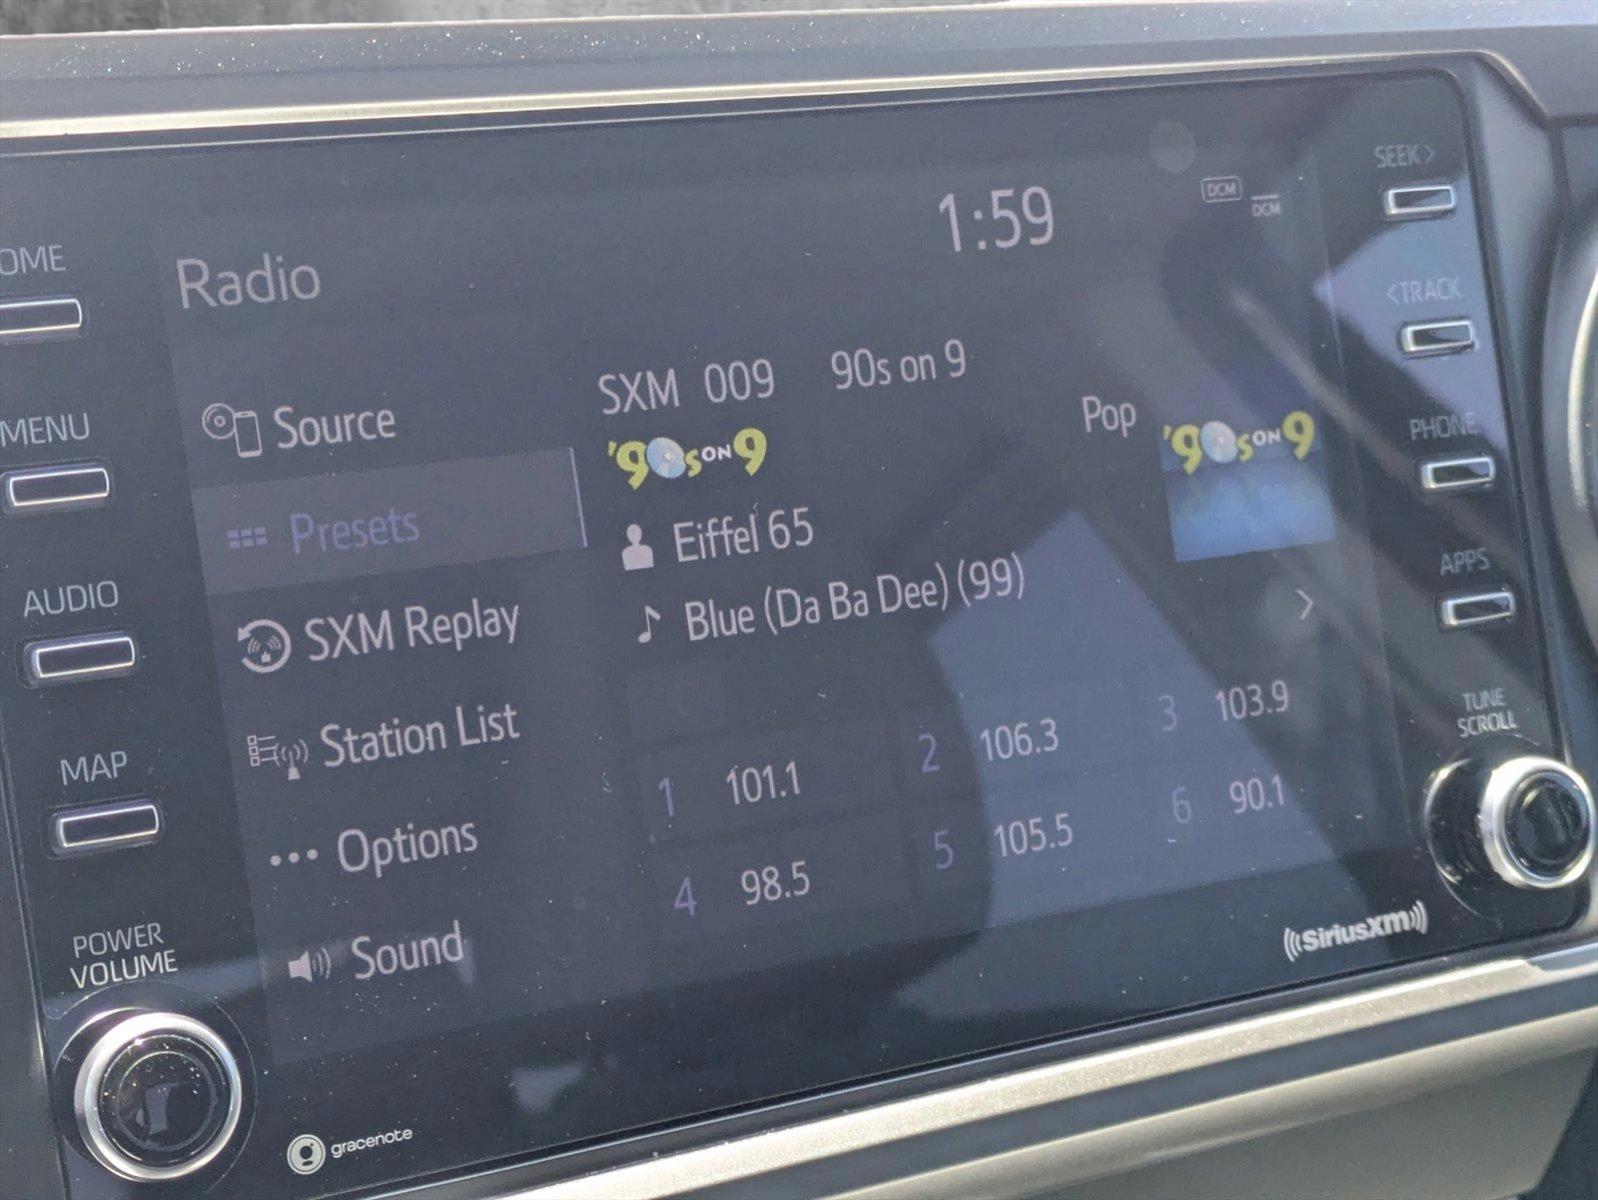 Radio
1:59
DCM
DCM
SEEK >
OME
<TRACK
SXM 009 90s on 9
Source
'90s ON 9
Pop
'90s ON 9
PHONE
MENU
Presets
Eiffel 65
Blue (Da Ba Dee) (99)
APPS
AUDIO
SXM Replay
>
TUNE
SCROLL
MAP
Station List
1 101.1
2 106.3
3 103.9
Options
4 98.5
5 105.5
6 90.1
POWER
VOLUME
Sound
((SiriusXM))
gracenote